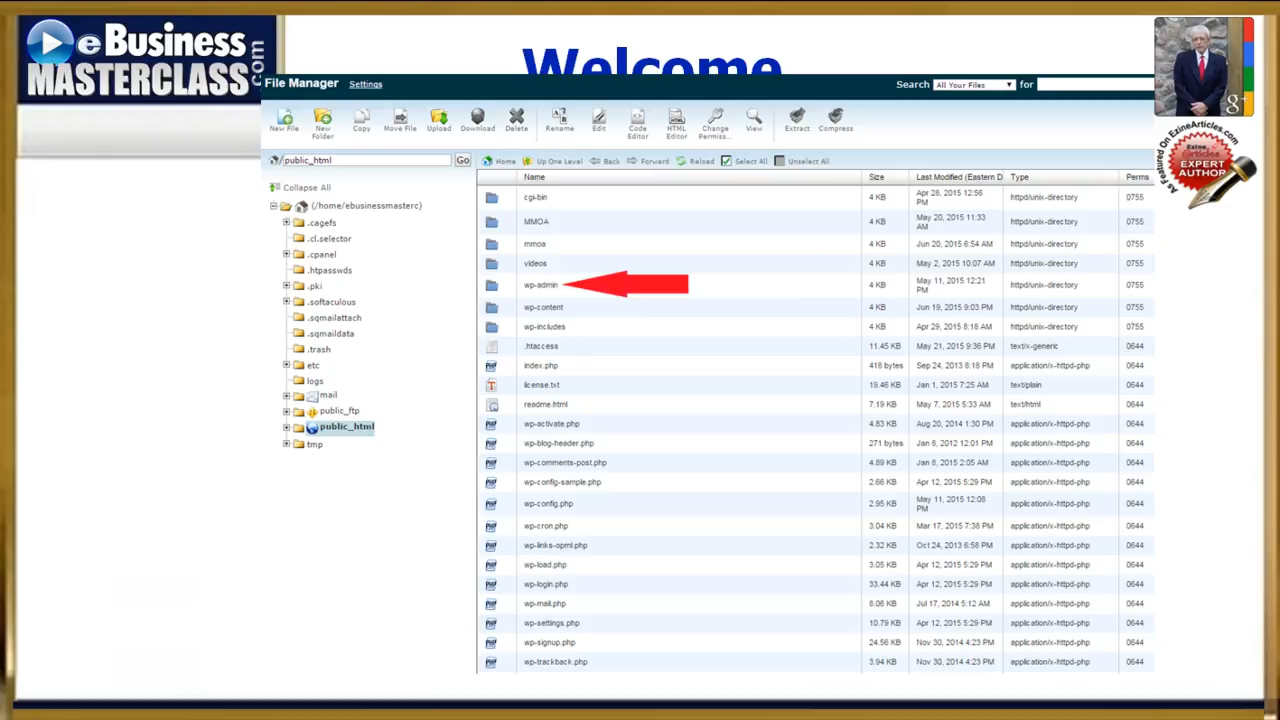 eBusiness
MASTERCLASS.com
Welcome
g+
As Featured On EzineArticles.com
Ezine Articles
EXPERT
AUTHOR
File Manager Settings Search All Your Files for
New File New Folder Copy Move File Upload Download Delete Rename Edit Code Editor HTML Editor Change Permiss... View Extract Compress
/public_html Go Home Up One Level Back Forward Reload Select All Unselect All
Collapse All
(/home/ebusinessmasterc)
.cagefs
.cl.selector
.cpanel
.htpasswds
.pki
.softaculous
.sqmailattach
.sqmaildata
.trash
etc
logs
mail
public_ftp
public_html
tmp
Name Size Last Modified (Eastern D Type Perms
cgi-bin 4 KB Apr 28, 2015 12:56 PM httpd/unix-directory 0755
MMOA 4 KB May 20, 2015 11:33 AM httpd/unix-directory 0755
mmoa 4 KB Jun 20, 2015 6:54 AM httpd/unix-directory 0755
videos 4 KB May 2, 2015 10:07 AM httpd/unix-directory 0755
wp-admin 4 KB May 11, 2015 12:21 PM httpd/unix-directory 0755
wp-content 4 KB Jun 19, 2015 9:03 PM httpd/unix-directory 0755
wp-includes 4 KB Apr 29, 2015 8:18 AM httpd/unix-directory 0755
.htaccess 11.45 KB May 21, 2015 9:36 PM text/x-generic 0644
index.php 418 bytes Sep 24, 2013 8:18 PM application/x-httpd-php 0644
license.txt 19.46 KB Jan 1, 2015 7:25 AM text/plain 0644
readme.html 7.19 KB May 7, 2015 5:33 AM text/html 0644
wp-activate.php 4.83 KB Aug 20, 2014 1:30 PM application/x-httpd-php 0644
wp-blog-header.php 271 bytes Jan 8, 2012 12:01 PM application/x-httpd-php 0644
wp-comments-post.php 4.89 KB Jan 8, 2015 2:05 AM application/x-httpd-php 0644
wp-config-sample.php 2.66 KB Apr 12, 2015 5:29 PM application/x-httpd-php 0644
wp-config.php 2.95 KB May 11, 2015 12:08 PM application/x-httpd-php 0644
wp-cron.php 3.04 KB Mar 17, 2015 7:38 PM application/x-httpd-php 0644
wp-links-opml.php 2.32 KB Oct 24, 2013 6:58 PM application/x-httpd-php 0644
wp-load.php 3.05 KB Apr 12, 2015 5:29 PM application/x-httpd-php 0644
wp-login.php 33.44 KB Apr 12, 2015 5:29 PM application/x-httpd-php 0644
wp-mail.php 8.06 KB Jul 17, 2014 5:12 AM application/x-httpd-php 0644
wp-settings.php 10.79 KB Apr 12, 2015 5:29 PM application/x-httpd-php 0644
wp-signup.php 24.56 KB Nov 30, 2014 4:23 PM application/x-httpd-php 0644
wp-trackback.php 3.94 KB Nov 30, 2014 4:23 PM application/x-httpd-php 0644